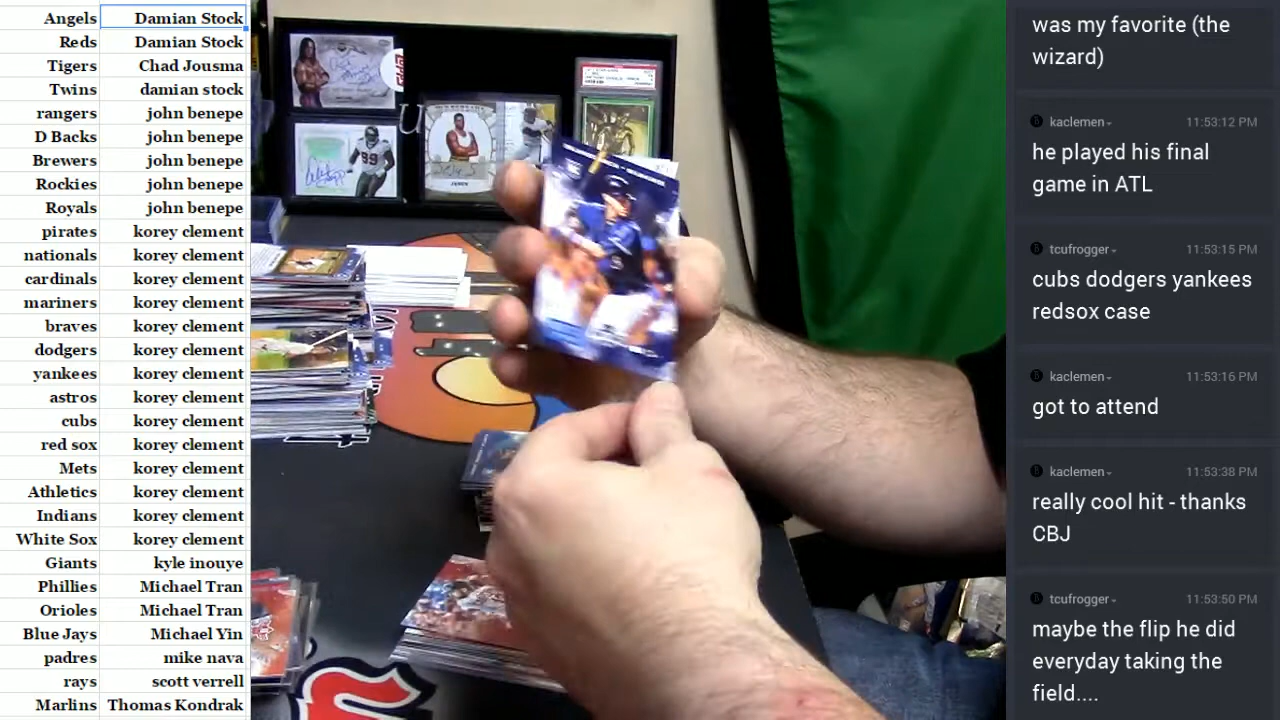 Angels Damian Stock
Reds Damian Stock
Tigers Chad Jousma
Twins damian stock
rangers john benepe
D Backs john benepe
Brewers john benepe
Rockies john benepe
Royals john benepe
pirates korey clement
nationals korey clement
cardinals korey clement
mariners korey clement
braves korey clement
dodgers korey clement
yankees korey clement
astros korey clement
cubs korey clement
red sox korey clement
Mets korey clement
Athletics korey clement
Indians korey clement
White Sox korey clement
Giants kyle inouye
Phillies Michael Tran
Orioles Michael Tran
Blue Jays Michael Yin
padres mike nava
rays scott verrell
Marlins Thomas Kondrak
was my favorite (the
wizard)
kaclemen 11:53:12 PM
he played his final
game in ATL
tcufrogger 11:53:15 PM
cubs dodgers yankees
redsox case
kaclemen 11:53:16 PM
got to attend
kaclemen 11:53:38 PM
really cool hit - thanks
CBJ
tcufrogger 11:53:50 PM
maybe the flip he did
everyday taking the
field....